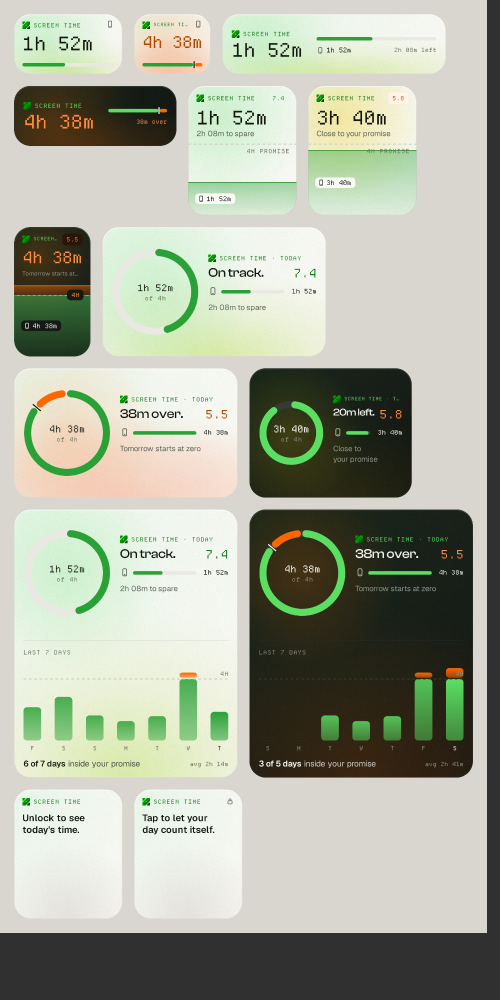 SCREEN TIME
1h 52m
SCREEN TI…
4h 38m
SCREEN TIME
1h 52m
1h 52m
2h 08m left
SCREEN TIME
4h 38m
38m over
SCREEN TIME
7.4
1h 52m
2h 08m to spare
4H PROMISE
1h 52m
SCREEN TIME
5.8
3h 40m
Close to your promise
4H PROMISE
3h 40m
SCREEN…
5.5
4h 38m
Tomorrow starts at…
4H
4h 38m
1h 52m
of 4h
SCREEN TIME · TODAY
On track.
7.4
1h 52m
2h 08m to spare
4h 38m
of 4h
SCREEN TIME · TODAY
38m over.
5.5
4h 38m
Tomorrow starts at zero
3h 40m
of 4h
SCREEN TIME · T…
20m left.
5.8
3h 40m
Close to
your promise
1h 52m
of 4h
SCREEN TIME · TODAY
On track.
7.4
1h 52m
2h 08m to spare
LAST 7 DAYS
4H
F S S M T W T
6 of 7 days inside your promise
avg 2h 14m
4h 38m
of 4h
SCREEN TIME · TODAY
38m over.
5.5
4h 38m
Tomorrow starts at zero
LAST 7 DAYS
4H
S M T W T F S
3 of 5 days inside your promise
avg 2h 41m
SCREEN TIME
Unlock to see
today's time.
SCREEN TIME
Tap to let your
day count itself.